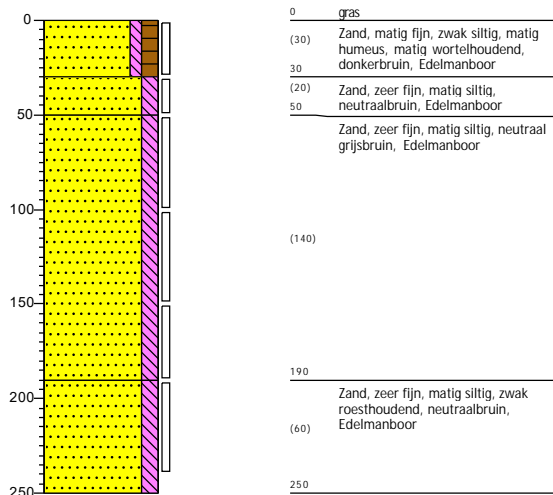 0
50
100
150
200
250
0 gras
(30) Zand, matig fijn, zwak siltig, matig
humeus, matig wortelhoudend,
donkerbruin, Edelmanboor
30
(20) Zand, zeer fijn, matig siltig,
neutraalbruin, Edelmanboor
50
Zand, zeer fijn, matig siltig, neutraal
grijsbruin, Edelmanboor
(140)
190
Zand, zeer fijn, matig siltig, zwak
roesthoudend, neutraalbruin,
(60) Edelmanboor
250